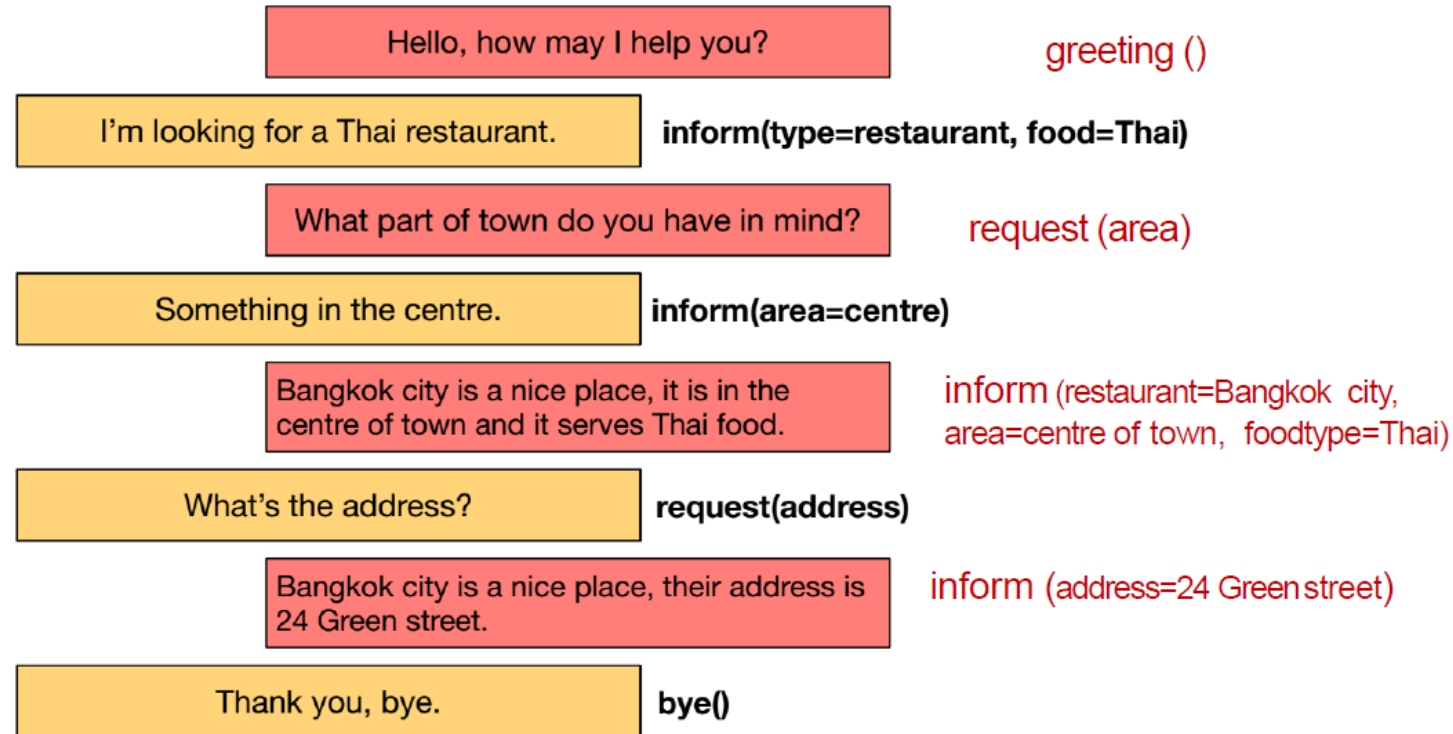 Hello, how may I help you?
greeting ()
I'm looking for a Thai restaurant.
inform(type=restaurant, food=Thai)
What part of town do you have in mind?
request (area)
Something in the centre.
inform(area=centre)
Bangkok city is a nice place, it is in the
centre of town and it serves Thai food.
inform (restaurant=Bangkok city,
area=centre of town, foodtype=Thai)
What's the address?
request(address)
Bangkok city is a nice place, their address is
24 Green street.
inform (address=24 Green street)
Thank you, bye.
bye()